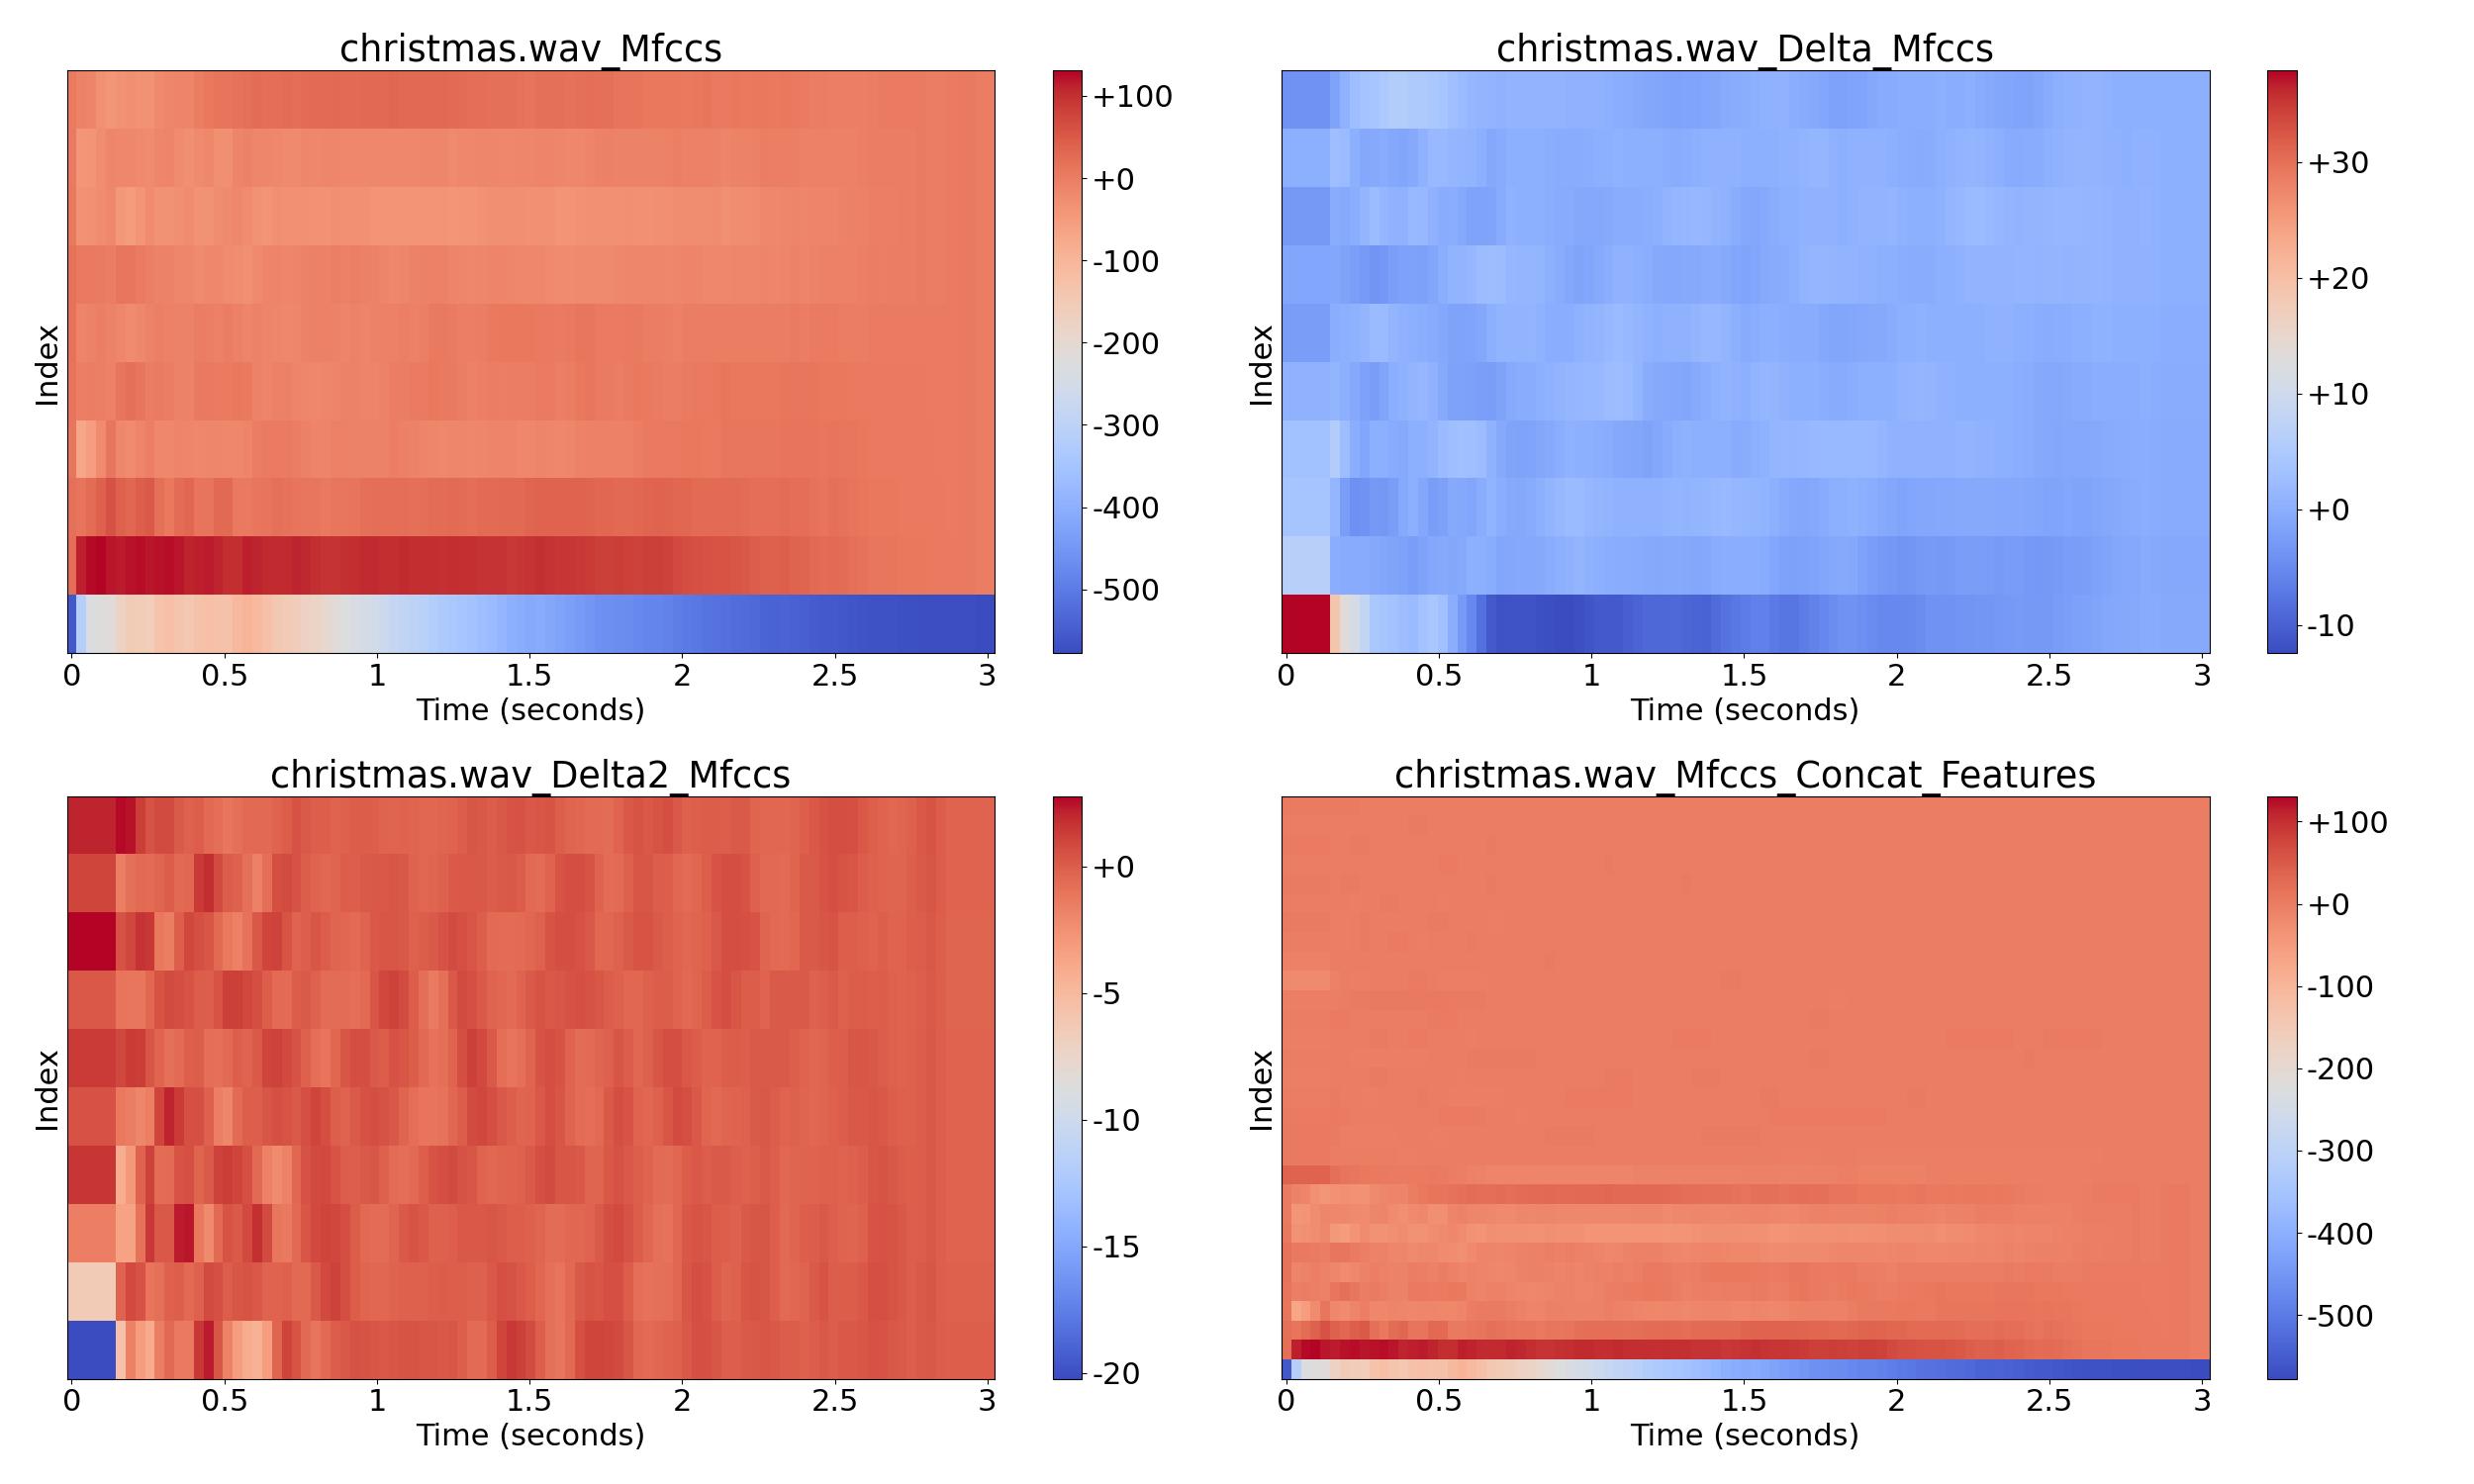 christmas.wav_Mfccs
Index
+100
+0
-100
-200
-300
-400
-500
0 0.5 1 1.5 2 2.5 3
Time (seconds)
christmas.wav_Delta_Mfccs
Index
+30
+20
+10
+0
-10
0 0.5 1 1.5 2 2.5 3
Time (seconds)
christmas.wav_Delta2_Mfccs
Index
+0
-5
-10
-15
-20
0 0.5 1 1.5 2 2.5 3
Time (seconds)
christmas.wav_Mfccs_Concat_Features
Index
+100
+0
-100
-200
-300
-400
-500
0 0.5 1 1.5 2 2.5 3
Time (seconds)